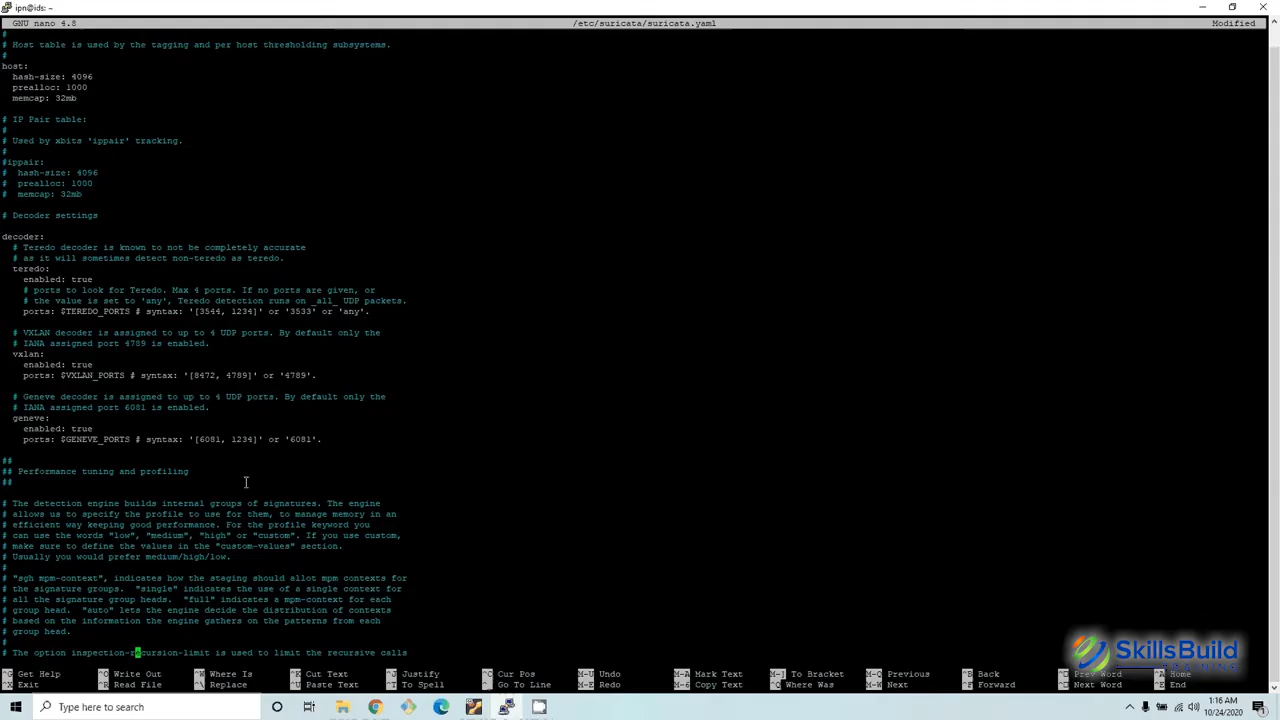 ipn@ids: ~
GNU nano 4.8 /etc/suricata/suricata.yaml Modified
#
# Host table is used by the tagging and per host thresholding subsystems.
#
host:
  hash-size: 4096
  prealloc: 1000
  memcap: 32mb
# IP Pair table:
#
# Used by xbits 'ippair' tracking.
#
#ippair:
#  hash-size: 4096
#  prealloc: 1000
#  memcap: 32mb
# Decoder settings
decoder:
  # Teredo decoder is known to not be completely accurate
  # as it will sometimes detect non-teredo as teredo.
  teredo:
    enabled: true
    # ports to look for Teredo. Max 4 ports. If no ports are given, or
    # the value is set to 'any', Teredo detection runs on _all_ UDP packets.
    ports: $TEREDO_PORTS # syntax: '[3544, 1234]' or '3533' or 'any'.
  # VXLAN decoder is assigned to up to 4 UDP ports. By default only the
  # IANA assigned port 4789 is enabled.
  vxlan:
    enabled: true
    ports: $VXLAN_PORTS # syntax: '[8472, 4789]' or '4789'.
  # Geneve decoder is assigned to up to 4 UDP ports. By default only the
  # IANA assigned port 6081 is enabled.
  geneve:
    enabled: true
    ports: $GENEVE_PORTS # syntax: '[6081, 1234]' or '6081'.
##
## Performance tuning and profiling
##
# The detection engine builds internal groups of signatures. The engine
# allows us to specify the profile to use for them, to manage memory in an
# efficient way keeping good performance. For the profile keyword you
# can use the words "low", "medium", "high" or "custom". If you use custom,
# make sure to define the values in the "custom-values" section.
# Usually you would prefer medium/high/low.
#
# "sgh mpm-context", indicates how the staging should allot mpm contexts for
# the signature groups.  "single" indicates the use of a single context for
# all the signature group heads.  "full" indicates a mpm-context for each
# group head.  "auto" lets the engine decide the distribution of contexts
# based on the information the engine gathers on the patterns from each
# group head.
#
# The option inspection-recursion-limit is used to limit the recursive calls
SkillsBuild
^G Get Help ^O Write Out ^W Where Is ^K Cut Text ^J Justify ^C Cur Pos M-U Undo M-A Mark Text M-] To Bracket M-Q Previous ^B Back Prev Word ^A Home
^X Exit ^R Read File ^\ Replace ^U Paste Text ^T To Spell ^_ Go To Line M-E Redo M-6 Copy Text ^Q Where Was M-W Next ^F Forward Next Word ^E End
Type here to search
1:16 AM
10/24/2020